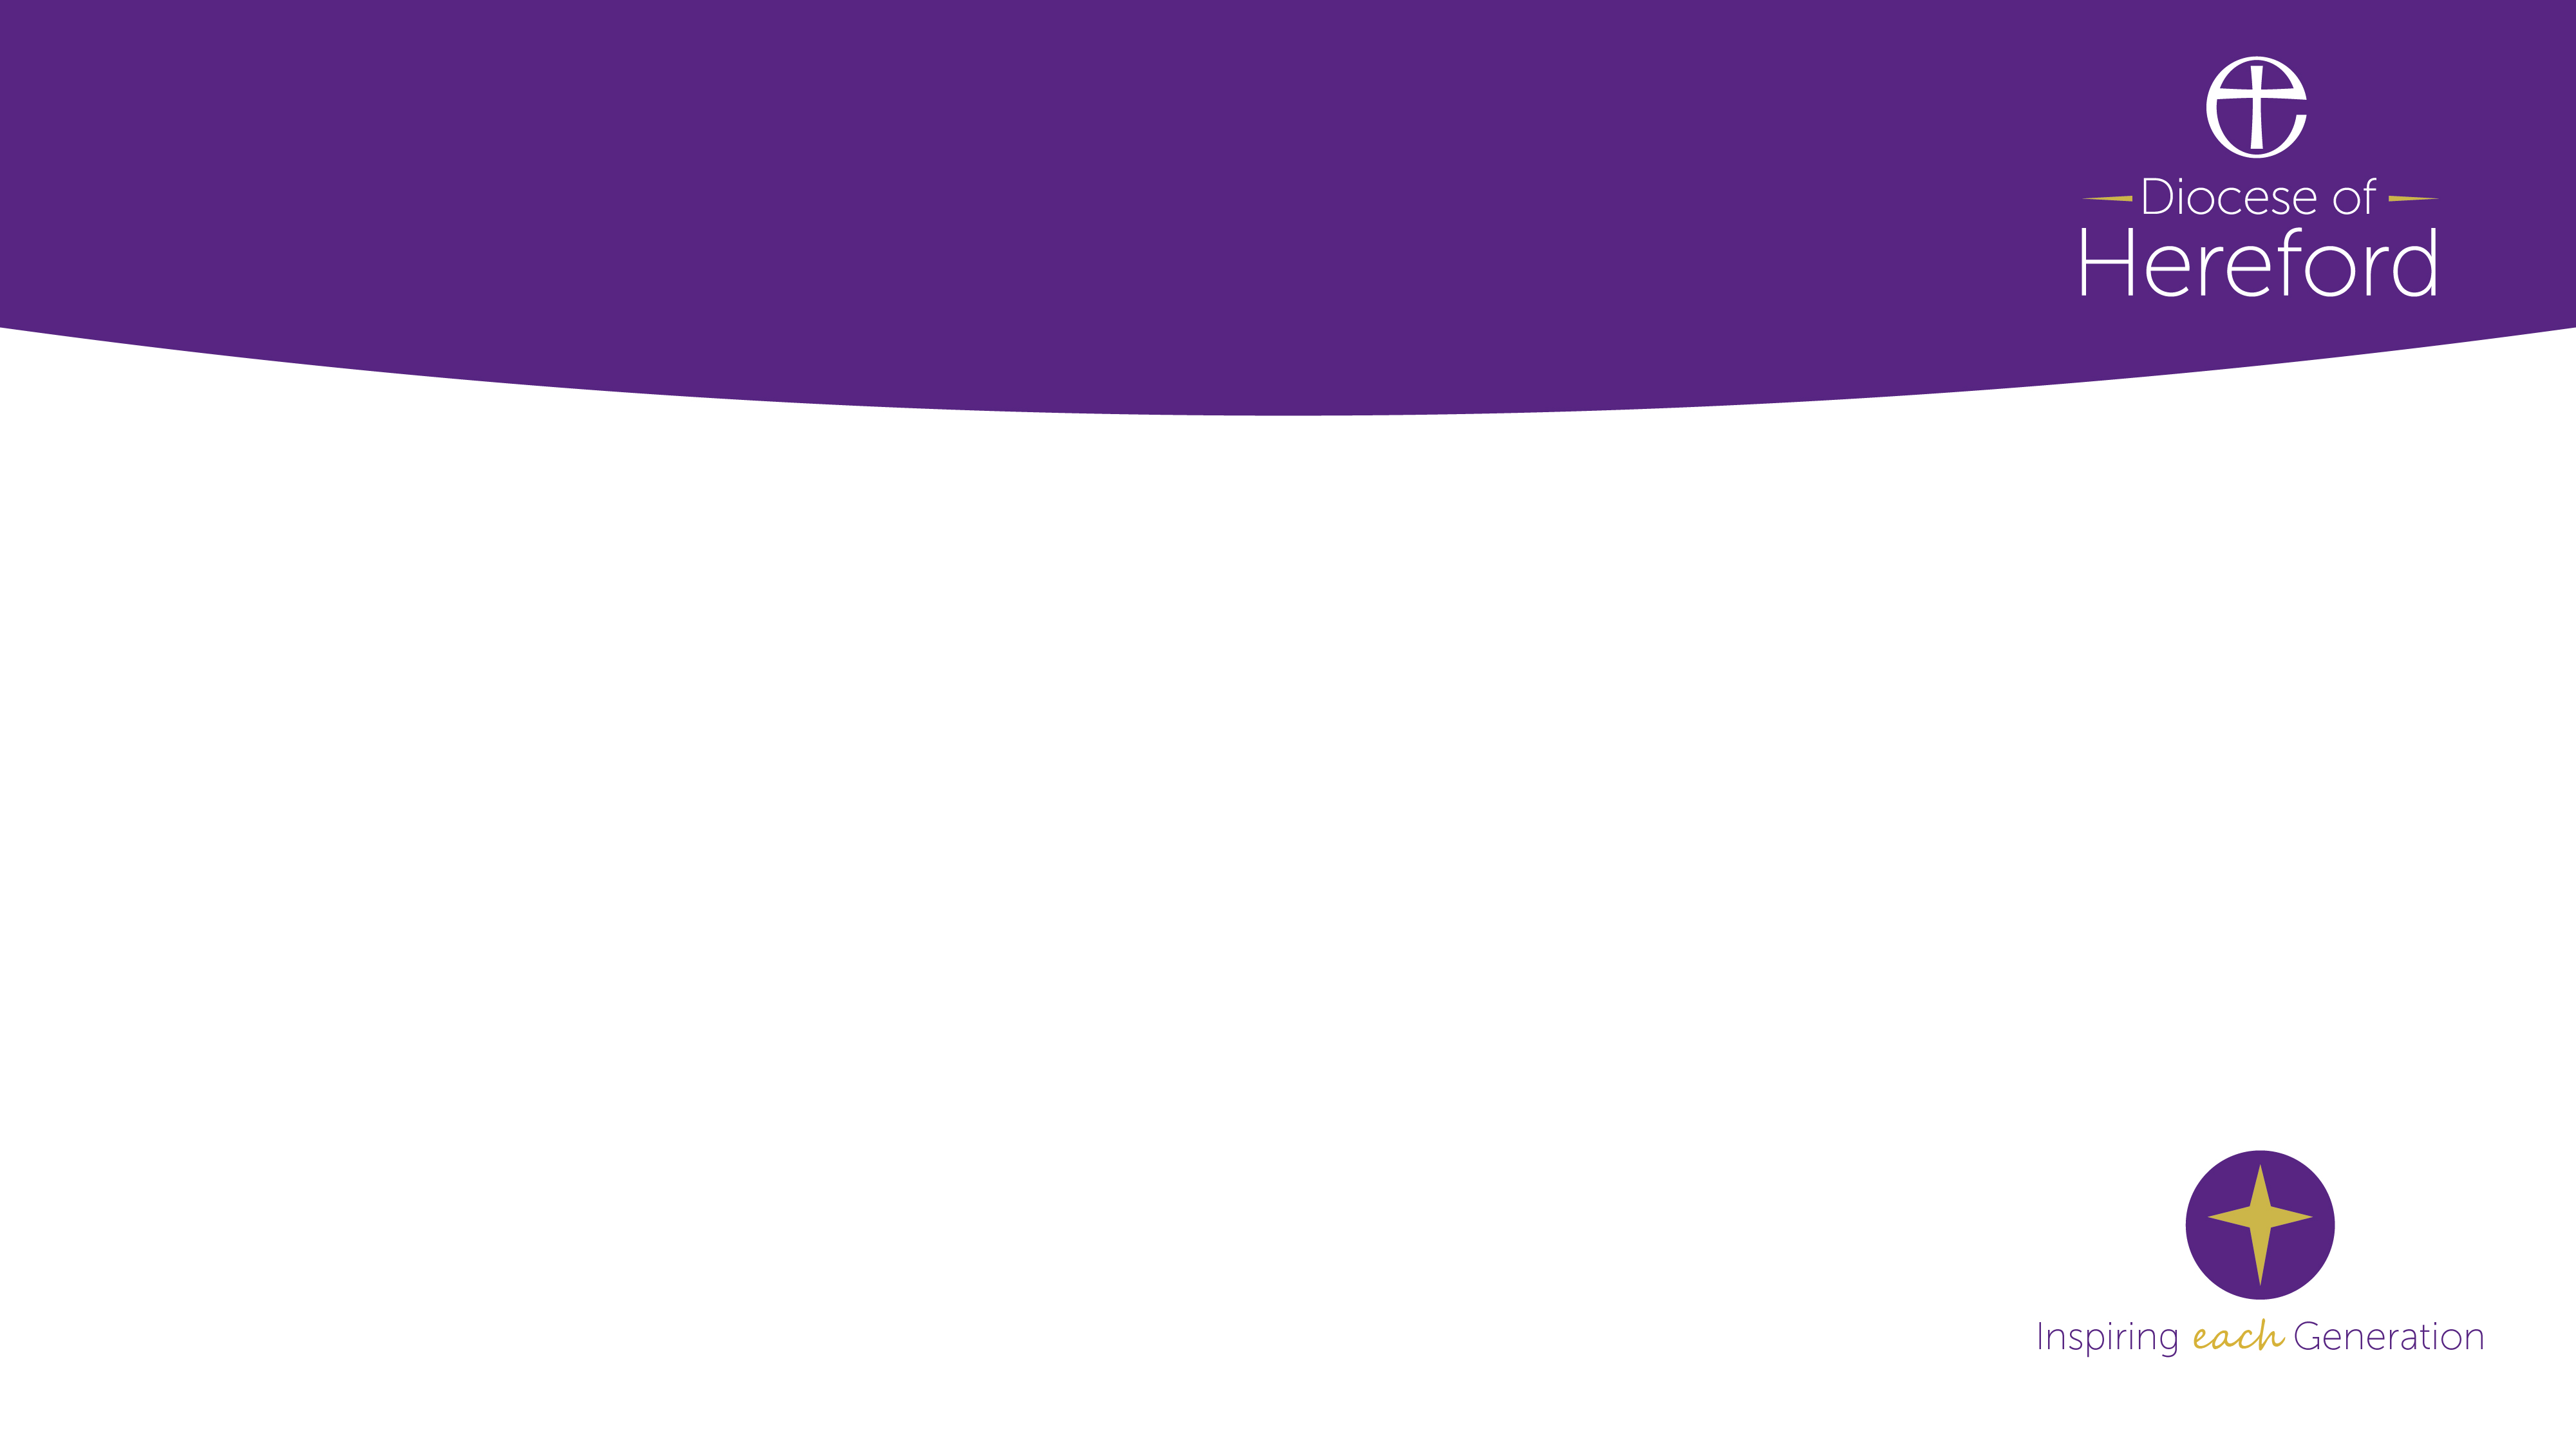 Diocese of
Hereford
Inspiring each Generation